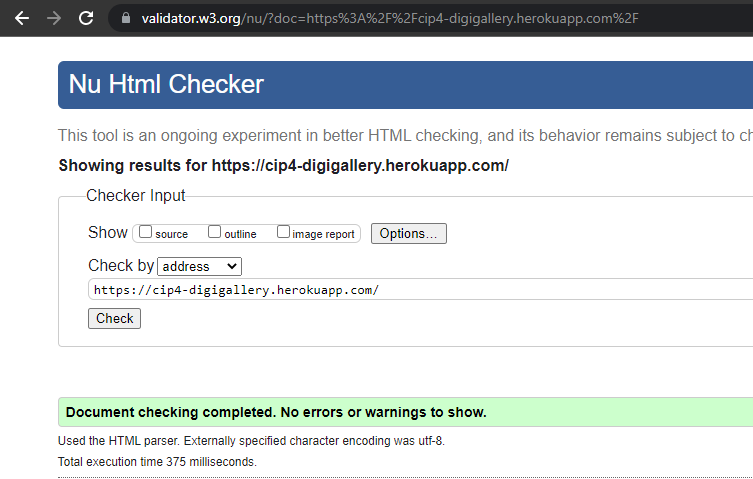 validator.w3.org/nu/?doc=https%3A%2F%2Fcip4-digigallery.herokuapp.com%2F
Nu Html Checker
This tool is an ongoing experiment in better HTML checking, and its behavior remains subject to ch
Showing results for https://cip4-digigallery.herokuapp.com/
Checker Input
Show source outline image report Options...
Check by address
https://cip4-digigallery.herokuapp.com/
Check
Document checking completed. No errors or warnings to show.
Used the HTML parser. Externally specified character encoding was utf-8.
Total execution time 375 milliseconds.